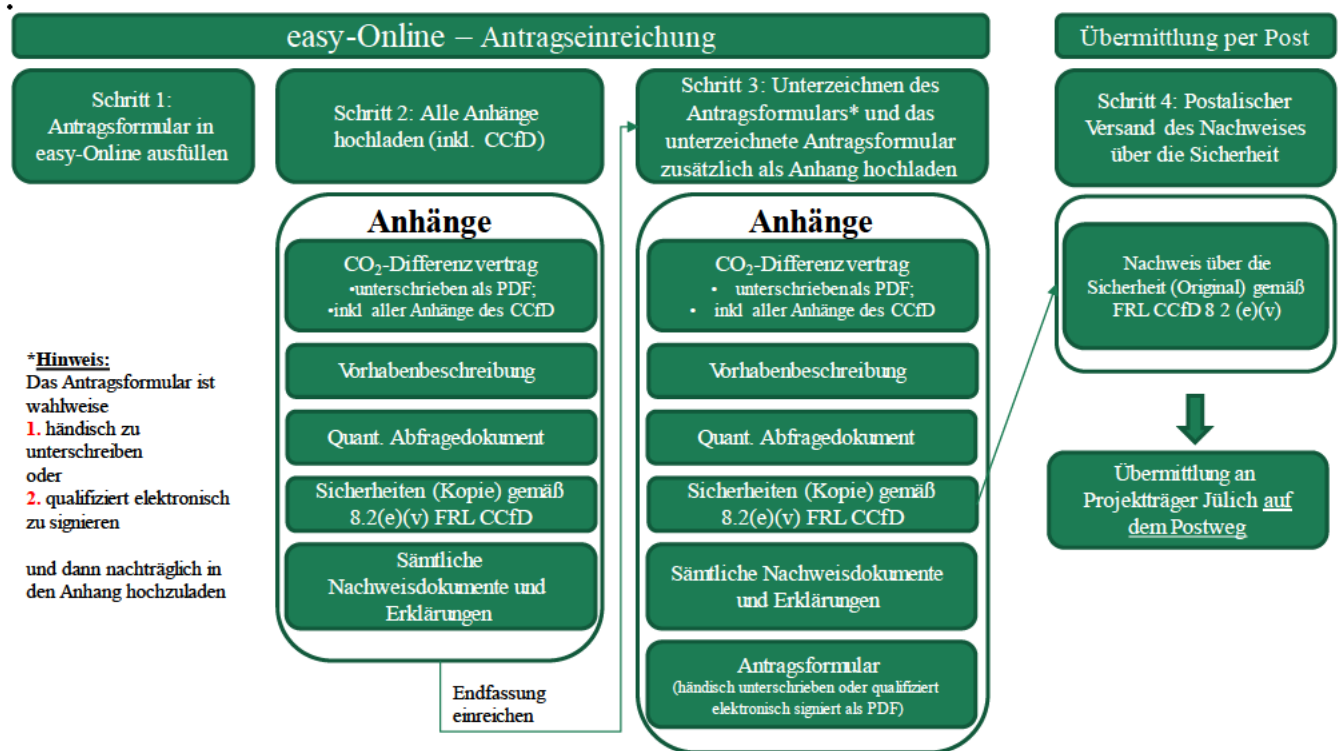 easy-Online – Antragseinreichung
Übermittlung per Post
Schritt 1:
Antragsformular in
easy-Online ausfüllen
Schritt 2: Alle Anhänge
hochladen (inkl. CCfD)
Schritt 3: Unterzeichnen des
Antragsformulars* und das
unterzeichnete Antragsformular
zusätzlich als Anhang hochladen
Schritt 4: Postalischer
Versand des Nachweises
über die Sicherheit
Anhänge
CO₂-Differenzvertrag
•unterschrieben als PDF;
•inkl aller Anhänge des CCfD
Vorhabenbeschreibung
Quant. Abfragedokument
Sicherheiten (Kopie) gemäß
8.2(e)(v) FRL CCfD
Sämtliche
Nachweisdokumente und
Erklärungen
Anhänge
CO₂-Differenzvertrag
• unterschrieben als PDF;
• inkl aller Anhänge des CCfD
Vorhabenbeschreibung
Quant. Abfragedokument
Sicherheiten (Kopie) gemäß
8.2(e)(v) FRL CCfD
Sämtliche Nachweisdokumente
und Erklärungen
Antragsformular
(händisch unterschrieben oder qualifiziert
elektronisch signiert als PDF)
Nachweis über die
Sicherheit (Original) gemäß
FRL CCfD 8 2 (e)(v)
Übermittlung an
Projektträger Jülich auf
dem Postweg
*Hinweis:
Das Antragsformular ist
wahlweise
1. händisch zu
unterschreiben
oder
2. qualifiziert elektronisch
zu signieren
und dann nachträglich in
den Anhang hochzuladen
Endfassung
einreichen